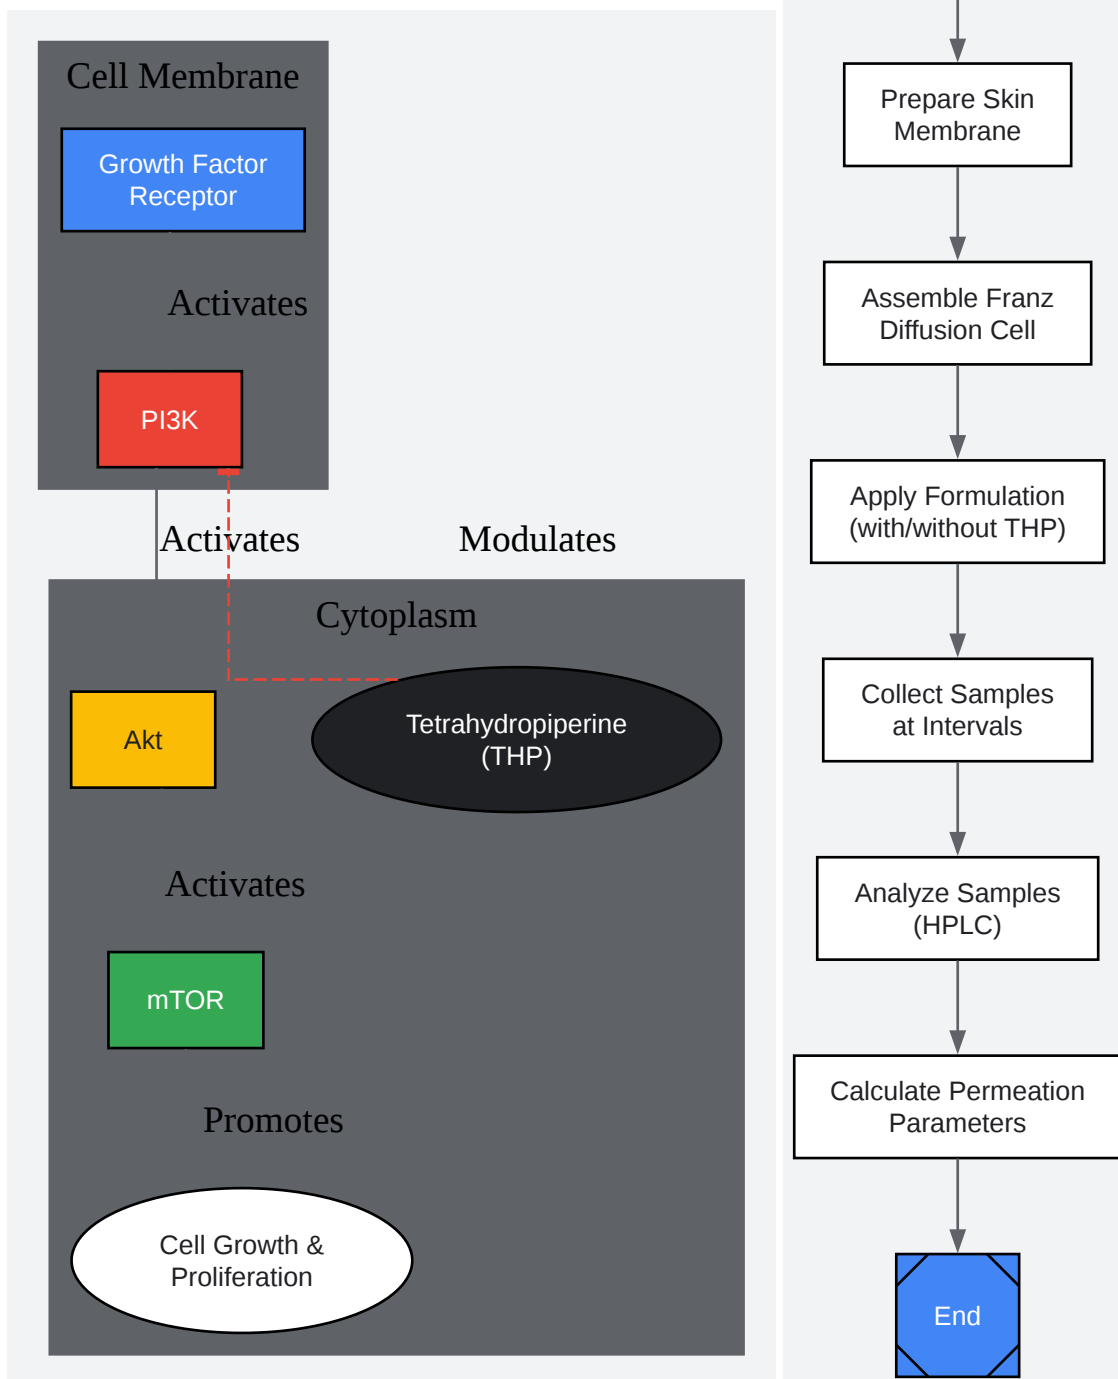 Cell Membrane
Growth Factor
Receptor
Activates
PI3K
Activates
Modulates
Cytoplasm
Akt
Tetrahydropiperine
(THP)
Activates
mTOR
Promotes
Cell Growth &
Proliferation
Prepare Skin
Membrane
Assemble Franz
Diffusion Cell
Apply Formulation
(with/without THP)
Collect Samples
at Intervals
Analyze Samples
(HPLC)
Calculate Permeation
Parameters
End